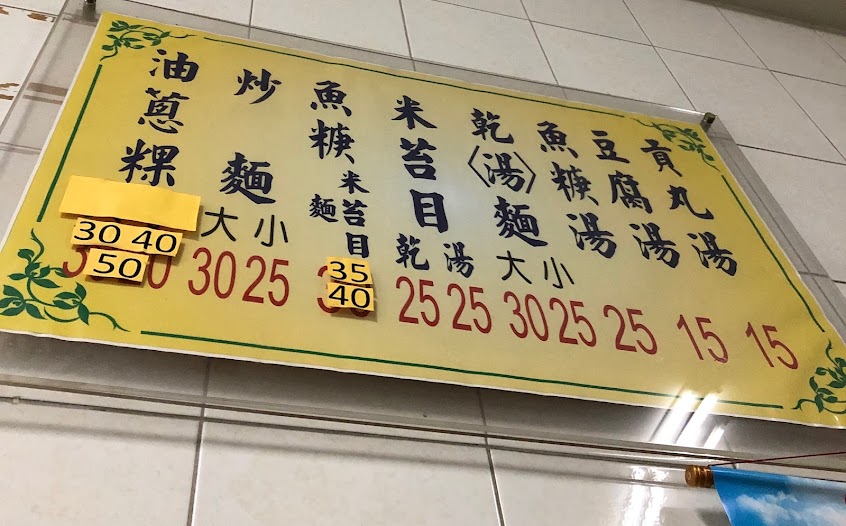 貢丸湯
15
豆腐湯
15
魚糠湯
25
乾〈湯〉麵
大 小
30 25
米苔目
乾 湯
25 25
魚糠
米苔目
麵
35
40
炒麵
大 小
30 25
油蔥粿
30 40
50